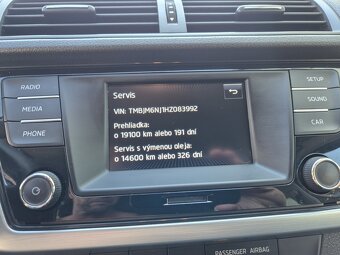 RADIO
MEDIA
PHONE
Servis
VIN: TMBJM6NJ1HZ083992
Prehliadka:
o 19100 km alebo 191 dní
Servis s výmenou oleja:
o 14600 km alebo 326 dní
SETUP
SOUND
CAR
PASSENGER AIRBAG